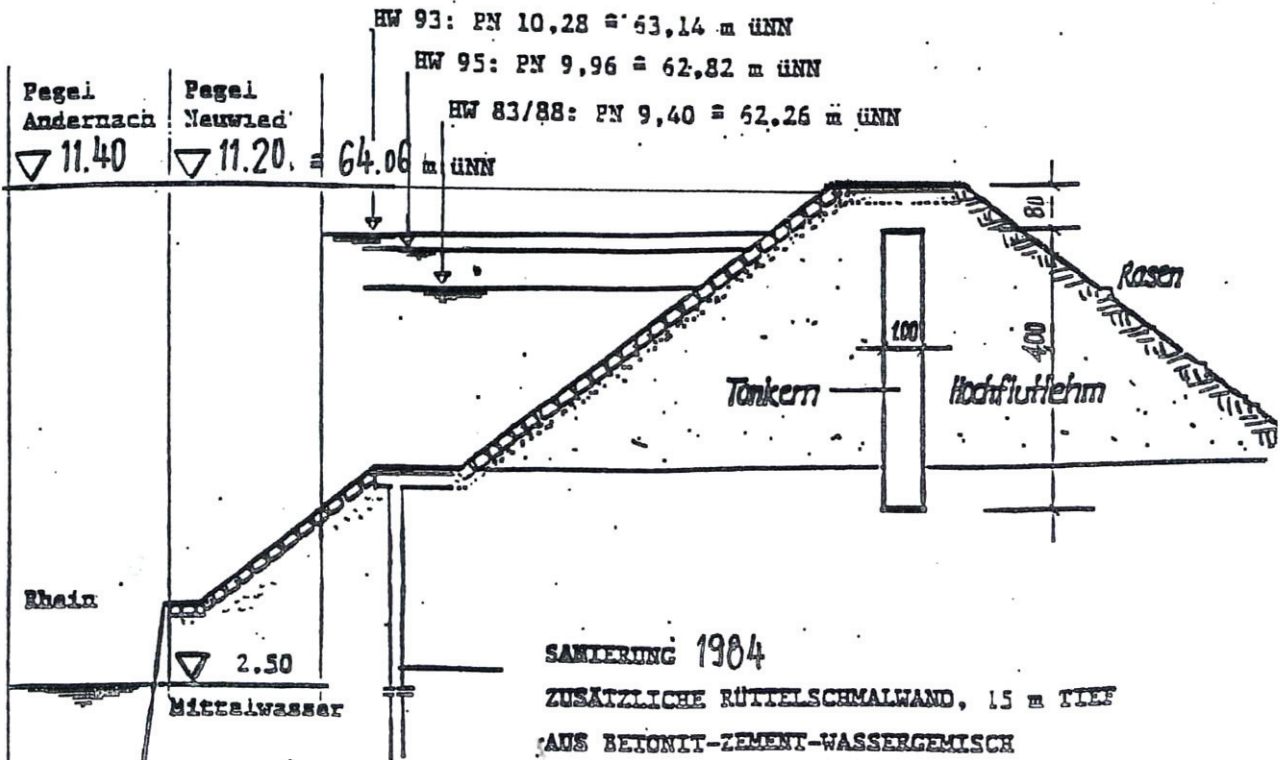 HW 93: PN 10,28 ≙ 63,14 m üNN
HW 95: PN 9,96 ≙ 62,82 m üNN
HW 83/88: PN 9,40 ≙ 62.26 m üNN
Pegel
Andernach
11.40
Pegel
Neuwied
11.20. ≙ 64.06 m üNN
80
Rasen
100
400
Tonkern
Hochflutlehm
Rhein
2.50
Mittelwasser
SANIERUNG 1984
ZUSÄTZLICHE RÜTTELSCHMALWAND, 15 m TIEF
AUS BETONIT-ZEMENT-WASSERGEMISCH